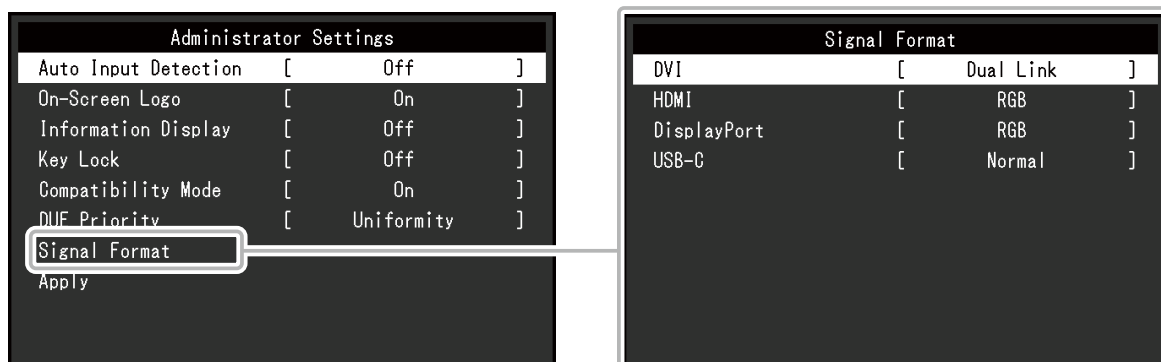 Administrator Settings
Auto Input Detection [ Off ]
On-Screen Logo [ On ]
Information Display [ Off ]
Key Lock [ Off ]
Compatibility Mode [ On ]
DUE Priority [ Uniformity ]
Signal Format
Apply
Signal Format
DVI [ Dual Link ]
HDMI [ RGB ]
DisplayPort [ RGB ]
USB-C [ Normal ]